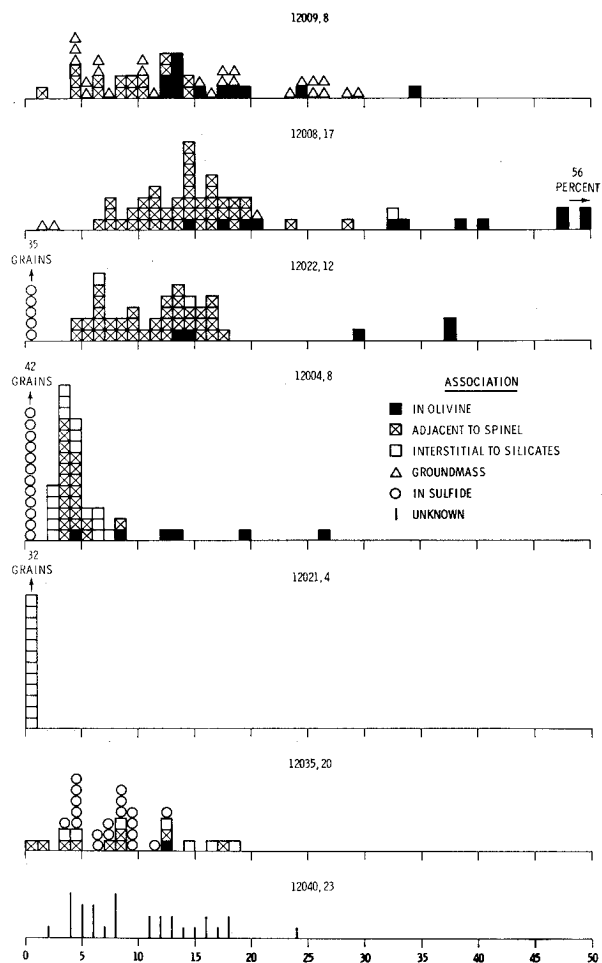 12009,8
12008,17
56
PERCENT
35
GRAINS
12022,12
42
GRAINS
12004,8
ASSOCIATION
IN OLIVINE
ADJACENT TO SPINEL
INTERSTITIAL TO SILICATES
GROUNDMASS
IN SULFIDE
UNKNOWN
32
GRAINS
12021,4
12035,20
12040,23
0 5 10 15 20 25 30 35 40 45 50